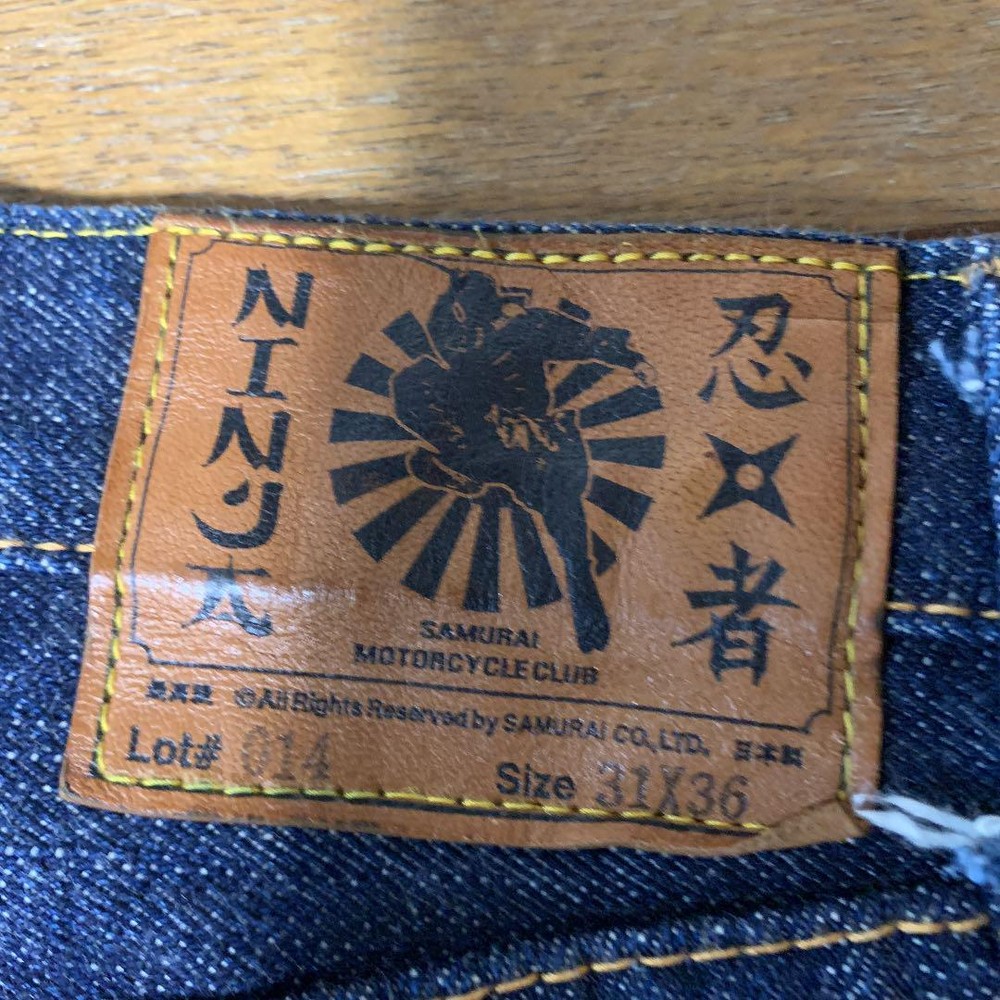 NINJA
忍者
SAMURAI
MOTORCYCLE CLUB
©All Rights Reserved by SAMURAI CO.,LTD. 日本製
Lot# 014
Size 31X36